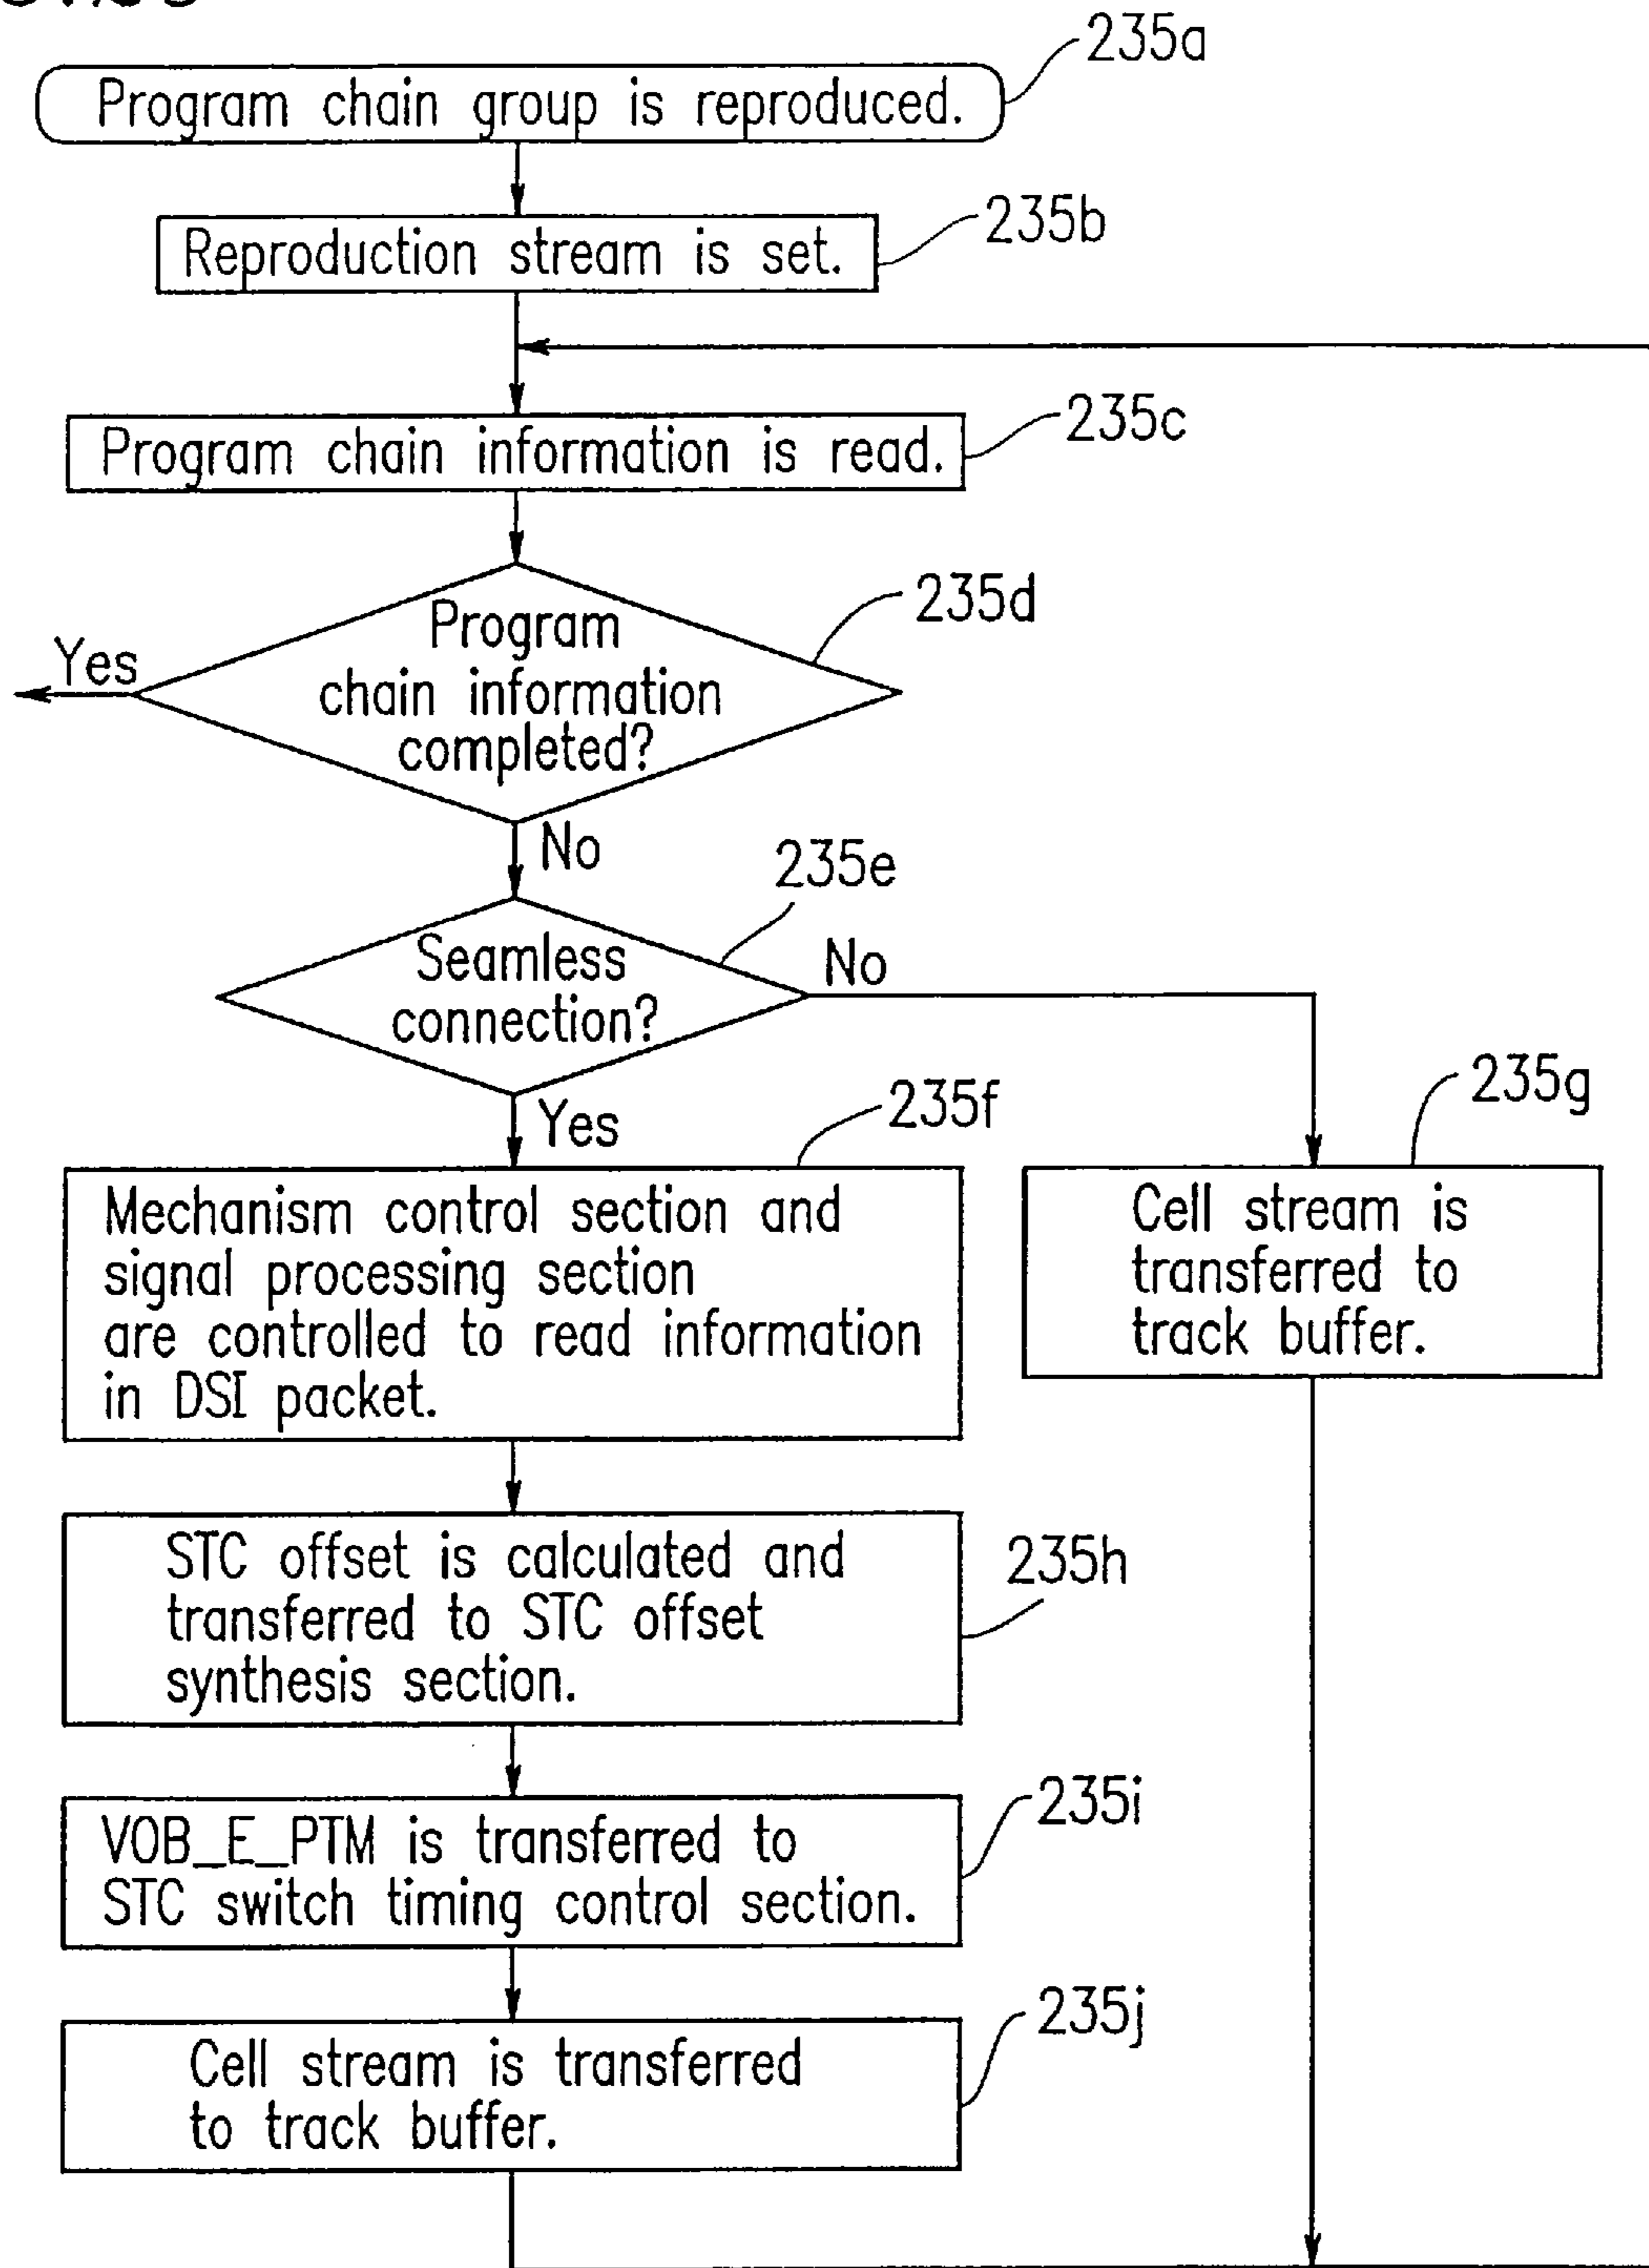 235a
Program chain group is reproduced.
235b
Reproduction stream is set.
235c
Program chain information is read.
235d
Program
chain information
completed?
Yes
No
235e
Seamless
connection?
No
Yes
235f
235g
Mechanism control section and
signal processing section
are controlled to read information
in DSI packet.
Cell stream is
transferred to
track buffer.
235h
STC offset is calculated and
transferred to STC offset
synthesis section.
235i
VOB_E_PTM is transferred to
STC switch timing control section.
235j
Cell stream is transferred
to track buffer.